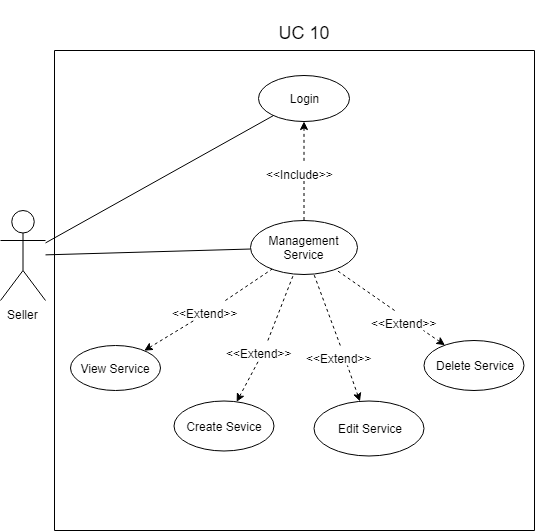 UC 10
Login
<<Include>>
Management
Service
Seller
<<Extend>>
<<Extend>>
<<Extend>>
<<Extend>>
View Service
Delete Service
Create Sevice
Edit Service